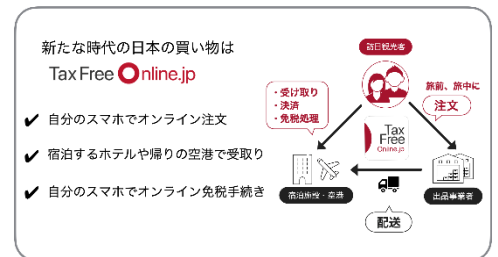 新たな時代の日本の買い物は
Tax Free Online.jp
✔ 自分のスマホでオンライン注文
✔ 宿泊するホテルや帰りの空港で受取り
✔ 自分のスマホでオンライン免税手続き
訪日観光客
・受け取り
・決済
・免税処理
旅前、旅中に
注文
Tax
Free
Online.jp
宿泊施設・空港
出品事業者
配送